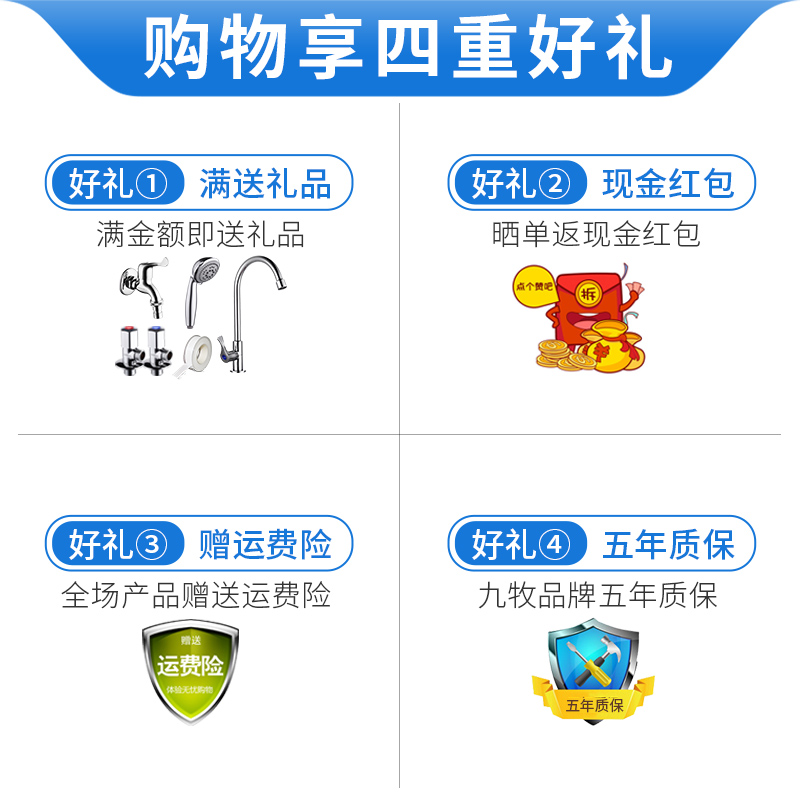 购物享四重好礼
好礼① 满送礼品
满金额即送礼品
好礼② 现金红包
晒单返现金红包
点个赞吧
拆
好礼③ 赠运费险
全场产品赠送运费险
赠送
运费险
体验无忧购物
好礼④ 五年质保
九牧品牌五年质保
五年质保